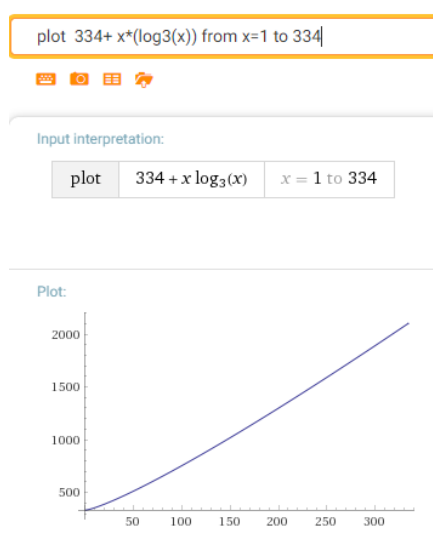 plot  334+ x*(log3(x)) from x=1 to 334
Input interpretation:
plot 334 + x log₃(x) x = 1 to 334
Plot:
2000
1500
1000
500
50 100 150 200 250 300